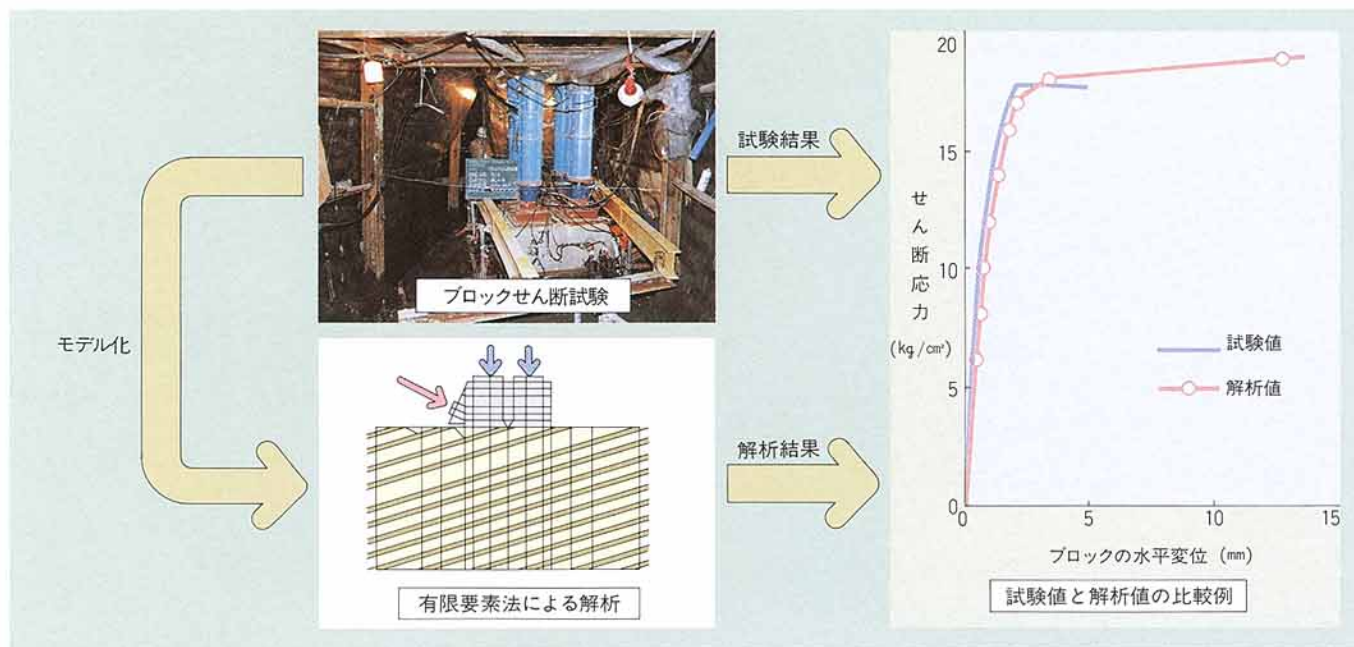 試験結果
ブロックせん断試験
モデル化
解析結果
有限要素法による解析
20
15
10
5
0
せん断応力
(kg/cm²)
試験値
解析値
0
5
10
15
ブロックの水平変位 (mm)
試験値と解析値の比較例